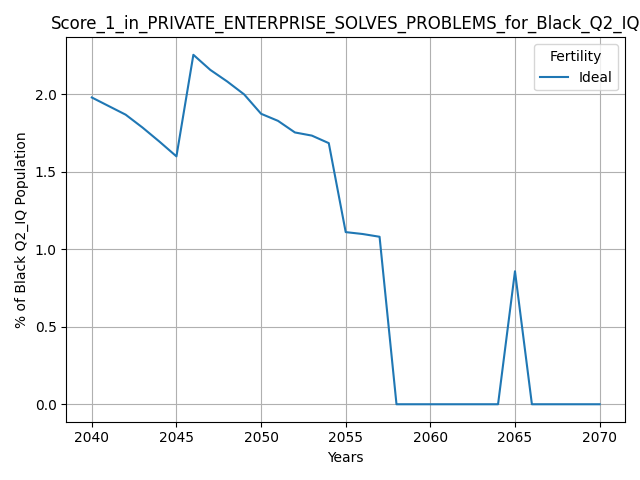 Score_1_in_PRIVATE_ENTERPRISE_SOLVES_PROBLEMS_for_Black_Q2_IQ
Fertility
Ideal
% of Black Q2_IQ Population
2.0
1.5
1.0
0.5
0.0
2040 2045 2050 2055 2060 2065 2070
Years